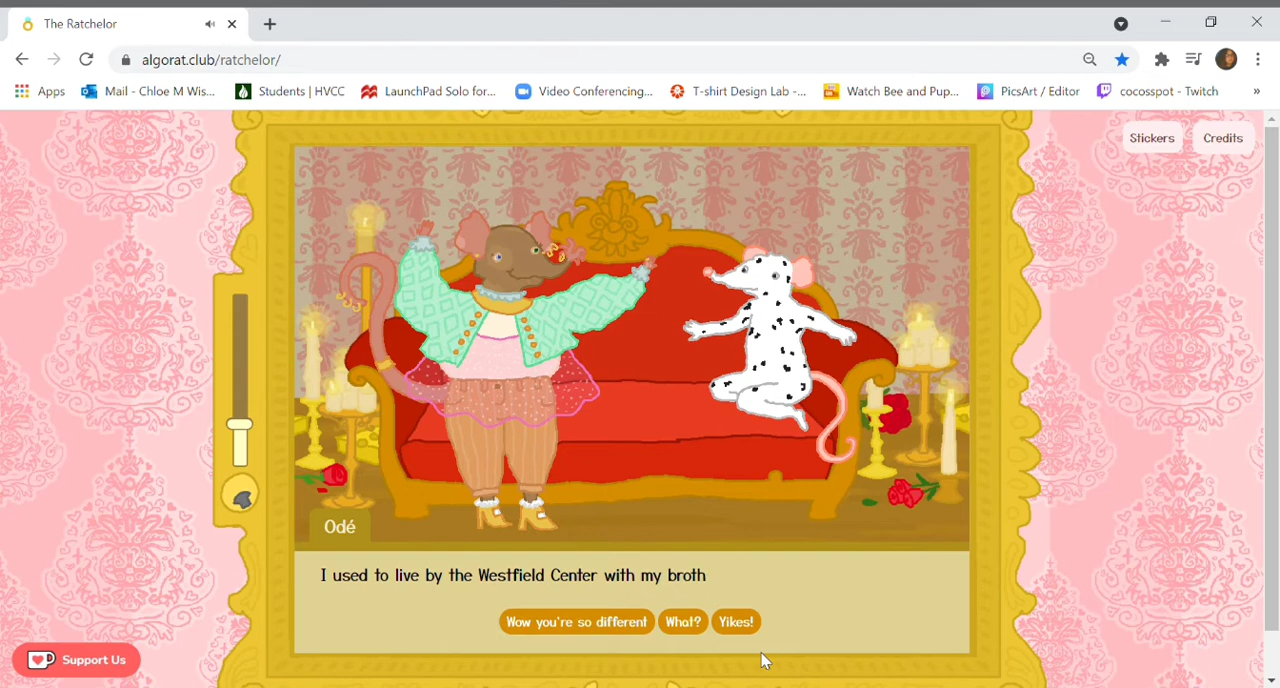 The Ratchelor
algorat.club/ratchelor/
Apps
Mail - Chloe M Wis...
Students | HVCC
LaunchPad Solo for...
Video Conferencing...
T-shirt Design Lab -...
Watch Bee and Pup...
PicsArt / Editor
cocosspot - Twitch
»
Stickers
Credits
Odé
I used to live by the Westfield Center with my broth
Wow you're so different
What?
Yikes!
Support Us